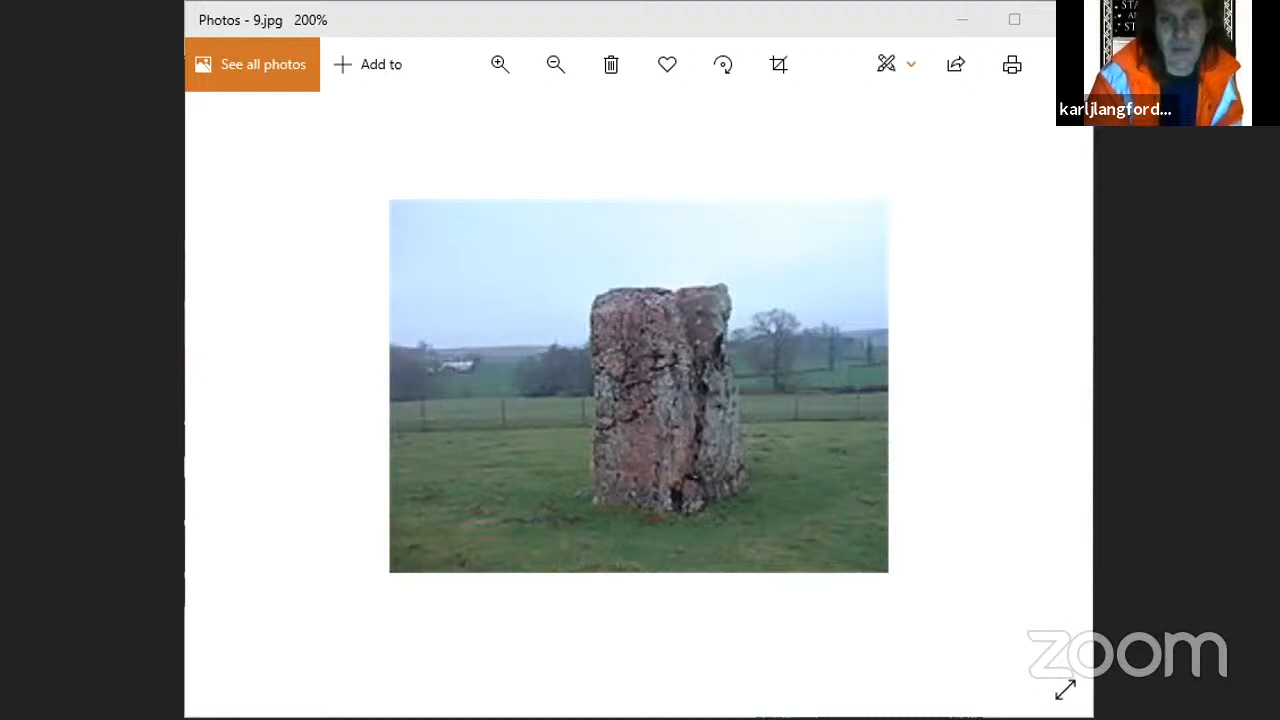 Photos - 9.jpg 200%
See all photos
Add to
karljlangford...
zoom